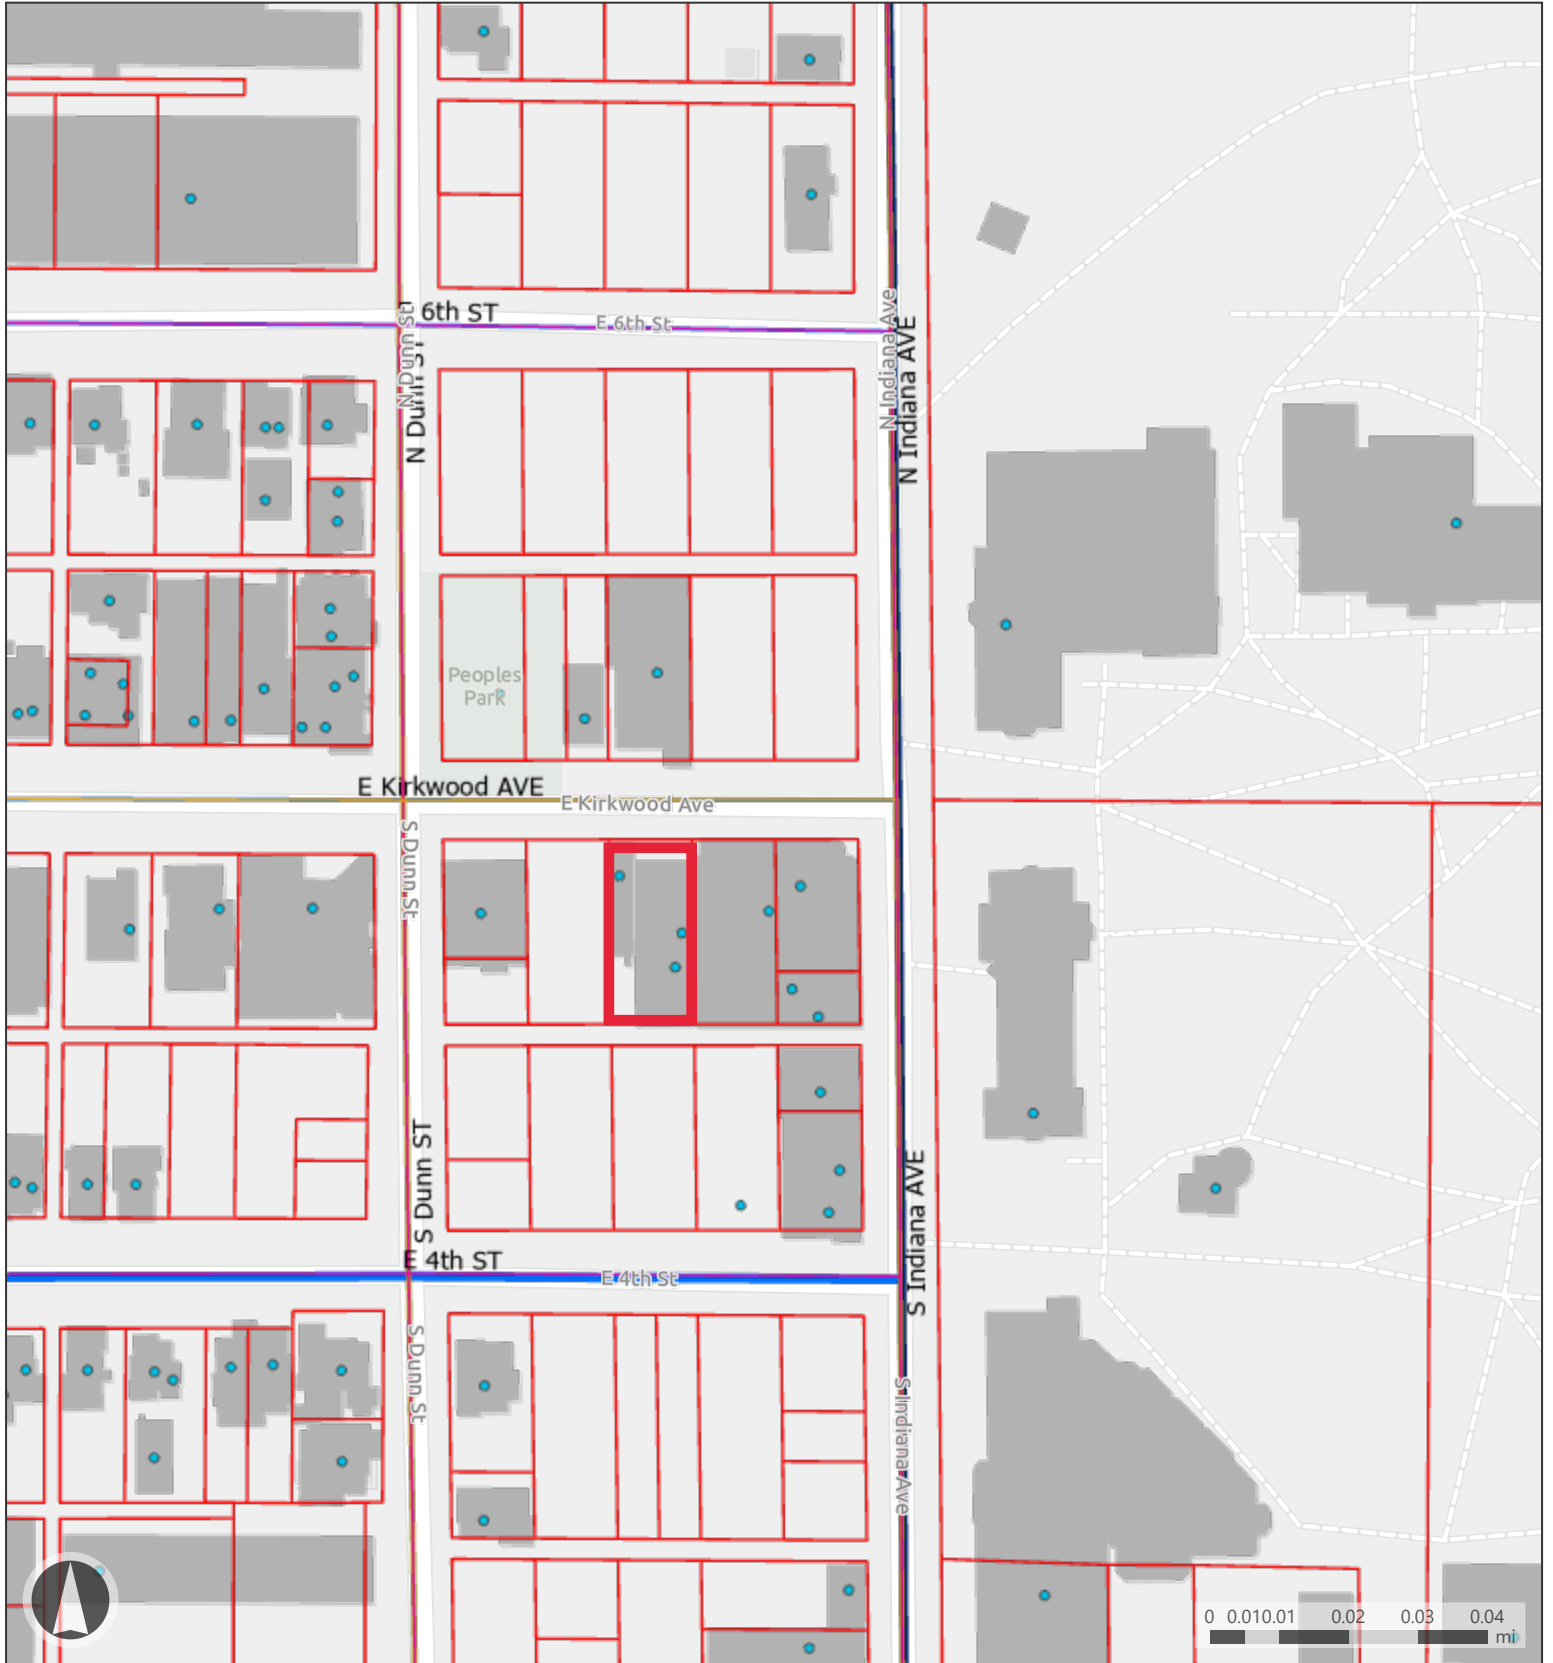 6th ST
E 6th St
N Dunn St
N Dunn ST
N Indiana Ave
N Indiana AVE
Peoples
Park
E Kirkwood AVE
E Kirkwood Ave
S Dunn St
S Dunn ST
S Indiana AVE
E 4th ST
E 4th St
S Dunn St
S Indiana Ave
0 0.010.01 0.02 0.03 0.04
mi